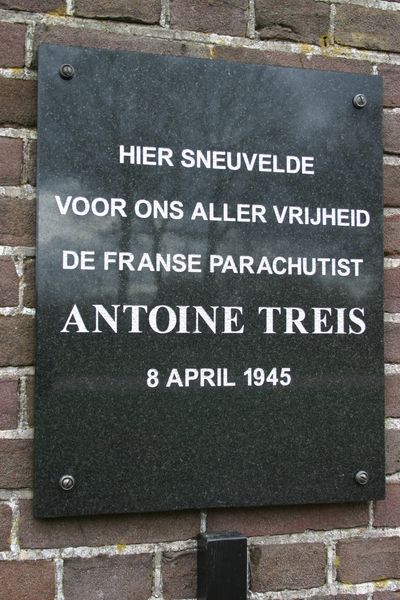 HIER SNEUVELDE
VOOR ONS ALLER VRIJHEID
DE FRANSE PARACHUTIST
ANTOINE TREIS
8 APRIL 1945